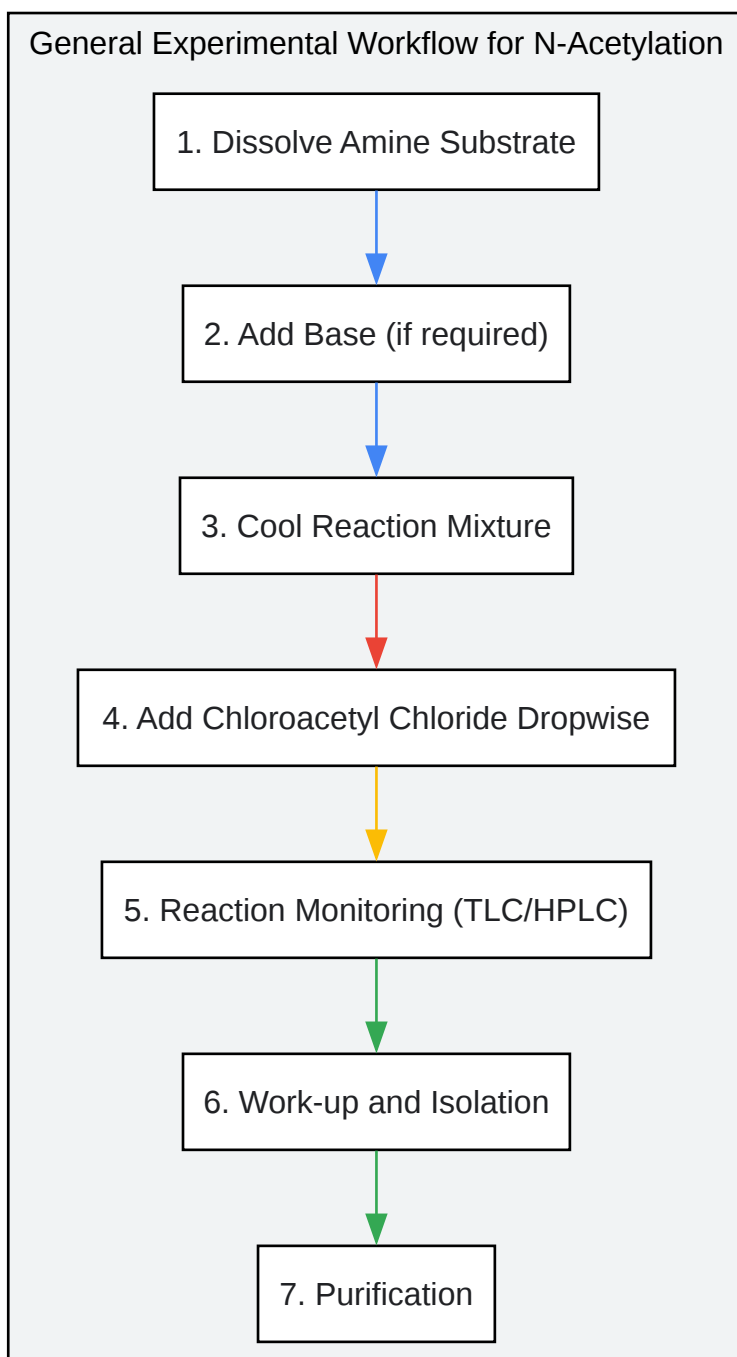 General Experimental Workflow for N-Acetylation
1. Dissolve Amine Substrate
2. Add Base (if required)
3. Cool Reaction Mixture
4. Add Chloroacetyl Chloride Dropwise
5. Reaction Monitoring (TLC/HPLC)
6. Work-up and Isolation
7. Purification